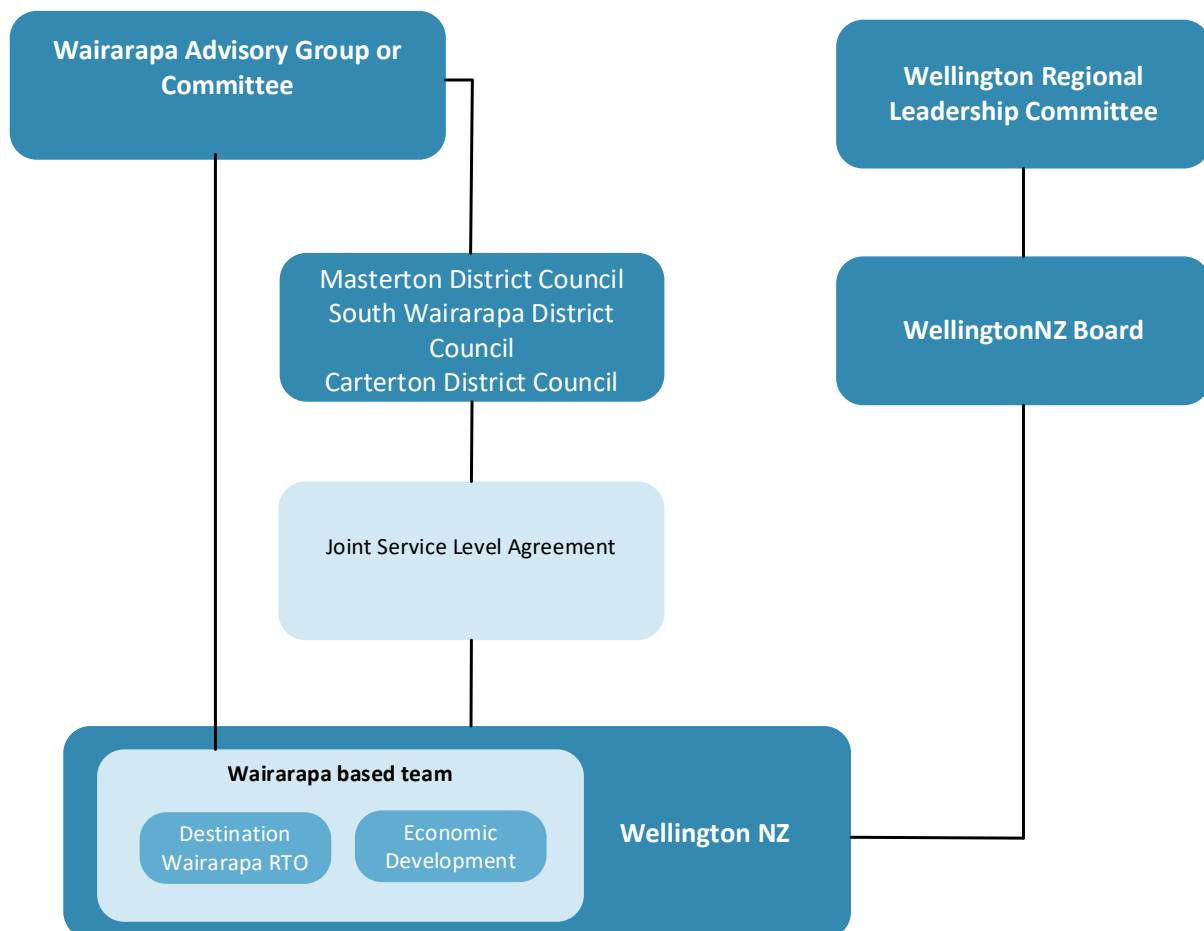 Wairarapa Advisory Group or
Committee
Wellington Regional
Leadership Committee
Masterton District Council
South Wairarapa District
Council
Carterton District Council
WellingtonNZ Board
Joint Service Level Agreement
Wairarapa based team
Destination
Wairarapa RTO
Economic
Development
Wellington NZ